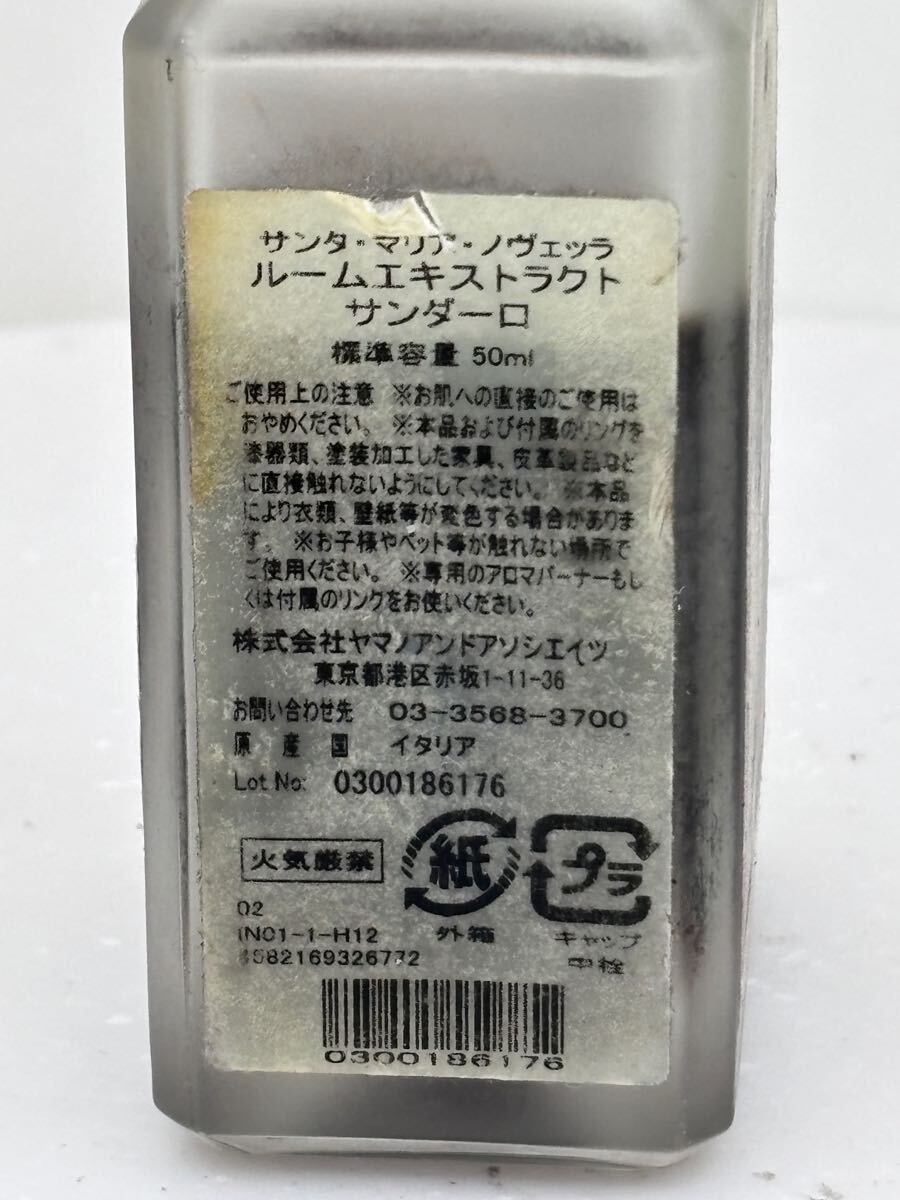 サンタ・マリア・ノヴェッラ
ルームエキストラクト
サンダーロ
標準容量 50ml
ご使用上の注意 ※お肌への直接のご使用は
おやめください。 ※本品および付属のリングを
漆器類、塗装加工した家具、皮革製品などに
に直接触れないようにしてください。 ※本品
により衣類、壁紙等が変色する場合がありま
す。 ※お子様やペット等が触れない場所で
ご使用ください。 ※専用のアロマバーナーもし
くは付属のリングをお使いください。
株式会社ヤマノアンドアソシエイツ
東京都港区赤坂1-11-36
お問い合わせ先 03-3568-3700
原産国 イタリア
Lot No: 0300186176
火気厳禁
紙
プラ
02
IN01-1-H12
外箱
キャップ
中栓
4582169326772
0300186176